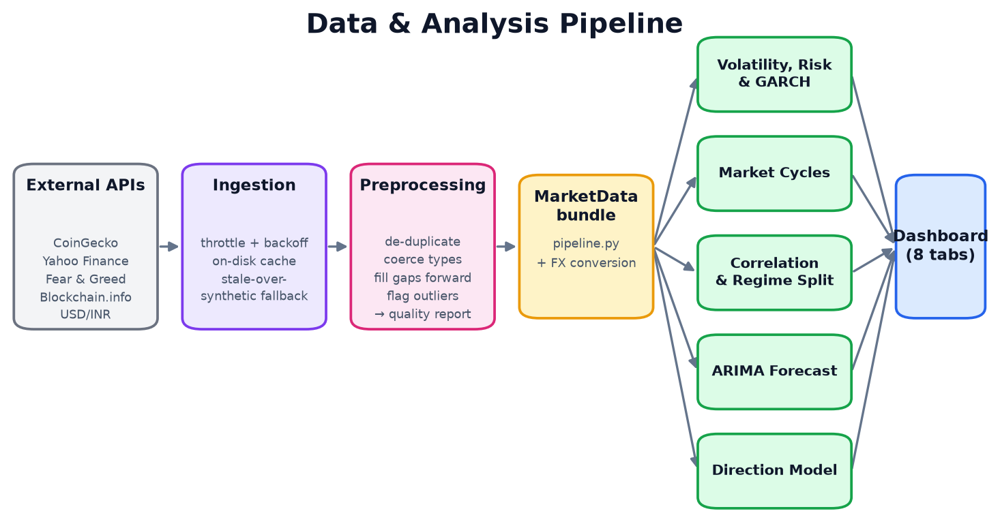 Data & Analysis Pipeline
External APIs
CoinGecko
Yahoo Finance
Fear & Greed
Blockchain.info
USD/INR
Ingestion
throttle + backoff
on-disk cache
stale-over-
synthetic fallback
Preprocessing
de-duplicate
coerce types
fill gaps forward
flag outliers
→ quality report
MarketData
bundle
pipeline.py
+ FX conversion
Volatility, Risk
& GARCH
Market Cycles
Correlation
& Regime Split
ARIMA Forecast
Direction Model
Dashboard
(8 tabs)